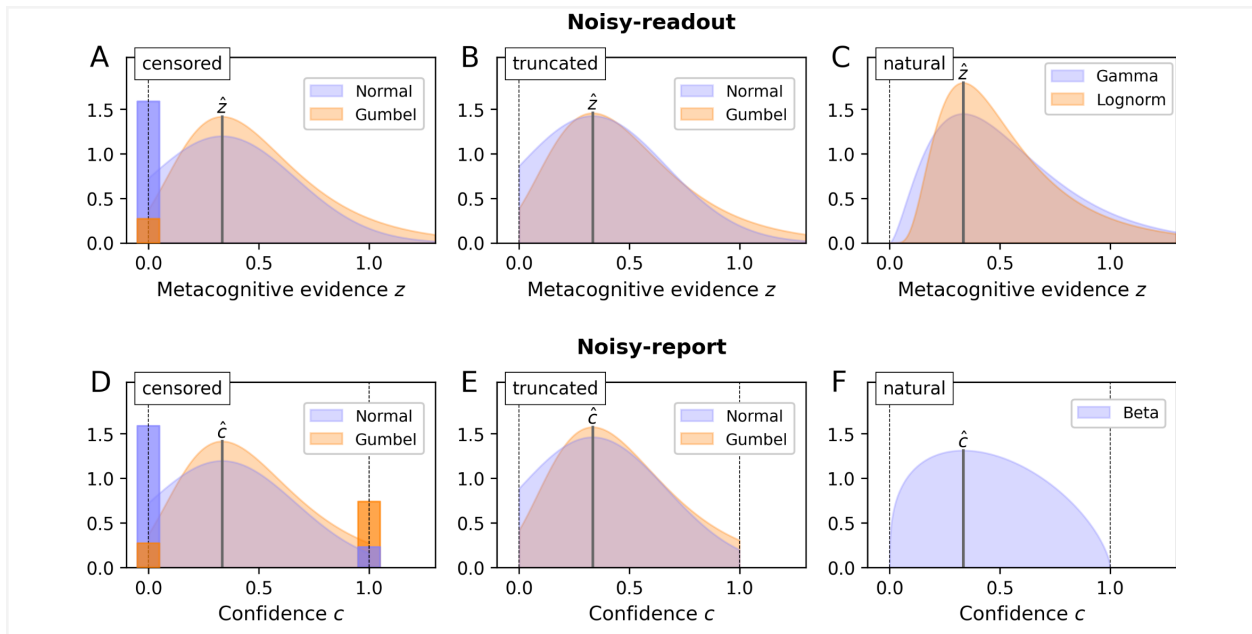 Noisy-readout
A
censored
Normal
Gumbel
ẑ
1.5
1.0
0.5
0.0
0.0 0.5 1.0
Metacognitive evidence z
B
truncated
Normal
Gumbel
ẑ
1.5
1.0
0.5
0.0
0.0 0.5 1.0
Metacognitive evidence z
C
natural
Gamma
Lognorm
ẑ
1.5
1.0
0.5
0.0
0.0 0.5 1.0
Metacognitive evidence z
Noisy-report
D
censored
Normal
Gumbel
ĉ
1.5
1.0
0.5
0.0
0.0 0.5 1.0
Confidence c
E
truncated
Normal
Gumbel
ĉ
1.5
1.0
0.5
0.0
0.0 0.5 1.0
Confidence c
F
natural
Beta
ĉ
1.5
1.0
0.5
0.0
0.0 0.5 1.0
Confidence c